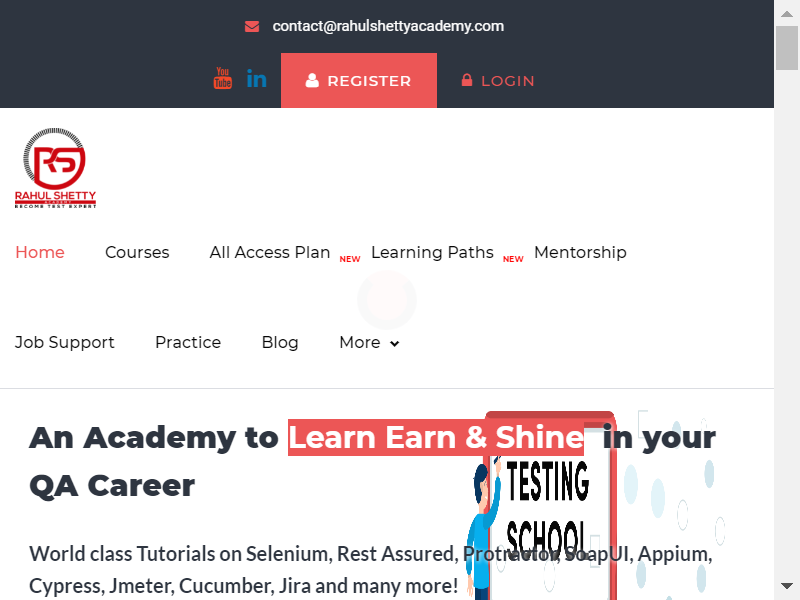 contact@rahulshettyacademy.com
You
Tube
in
REGISTER
LOGIN
RS
RAHUL SHETTY
ACADEMY
BECOME TEST EXPERT
Home
Courses
All Access Plan
NEW
Learning Paths
NEW
Mentorship
Job Support
Practice
Blog
More
An Academy to Learn Earn & Shine in your
QA Career
TESTING
SCHOOL
World class Tutorials on Selenium, Rest Assured, Protractor, SoapUI, Appium,
Cypress, Jmeter, Cucumber, Jira and many more!